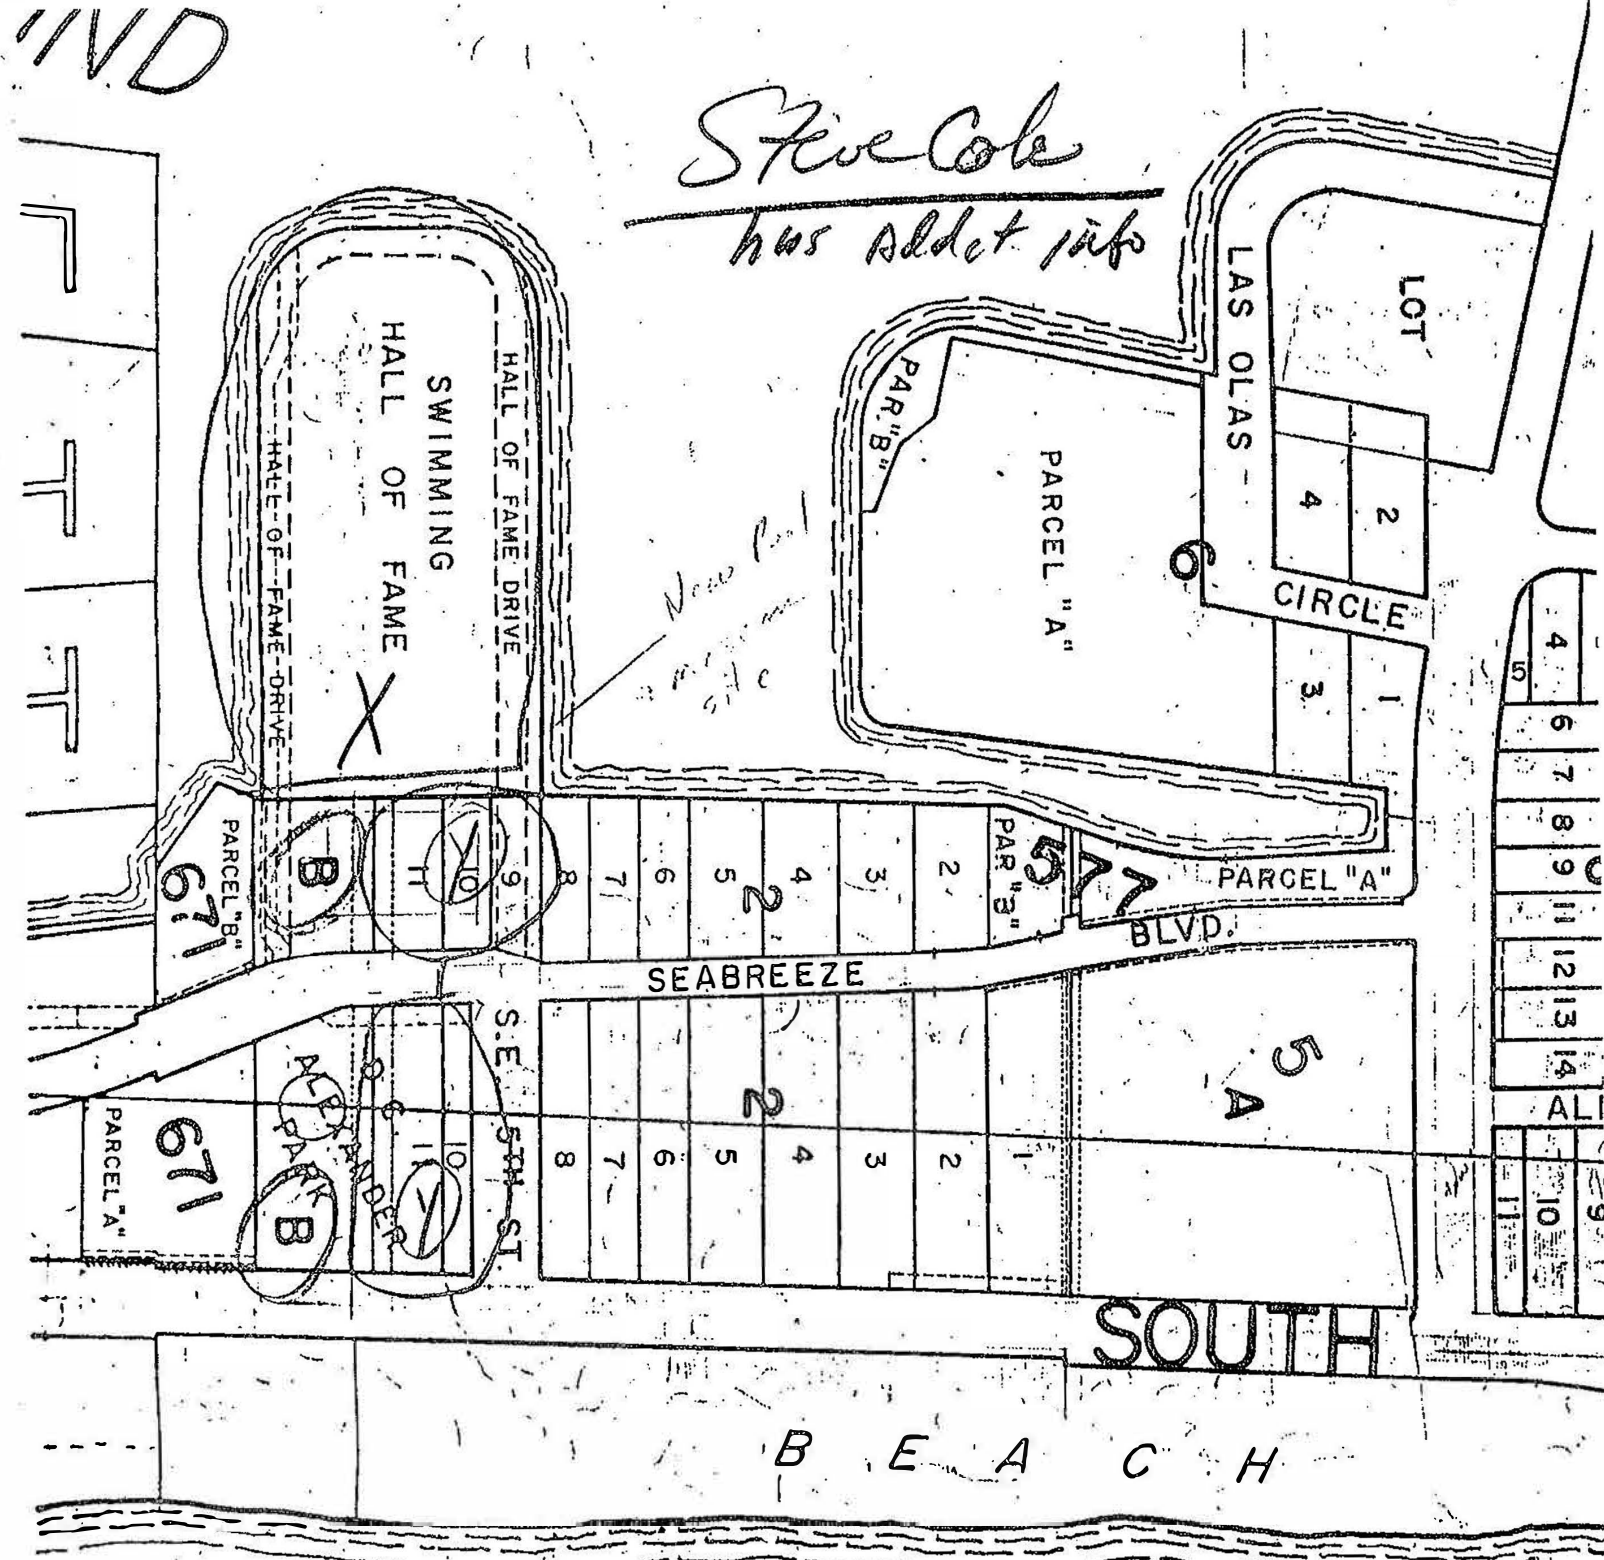 IND
Steve Cole
has Addct info
LAS OLAS
LOT
HALL OF FAME DRIVE
SWIMMING
HALL OF FAME
HALL OF FAME DRIVE
X
PAR. "B"
PARCEL "A"
6
4
2
CIRCLE
3
1
New Pool
site
4
5
6
7
8
9
11
12
13
14
PARCEL "B"
671
B
11
10
9
8
7
6
5
4
3
2
2
577
PARCEL "A"
BLVD.
SEABREEZE
S.E. 5TH ST.
ALEXANDER
PARK
D. C.
671
PARCEL "A"
B
11
10
8
7
6
5
4
3
2
1
2
5
A
11
10
9
SOUTH
BEACH